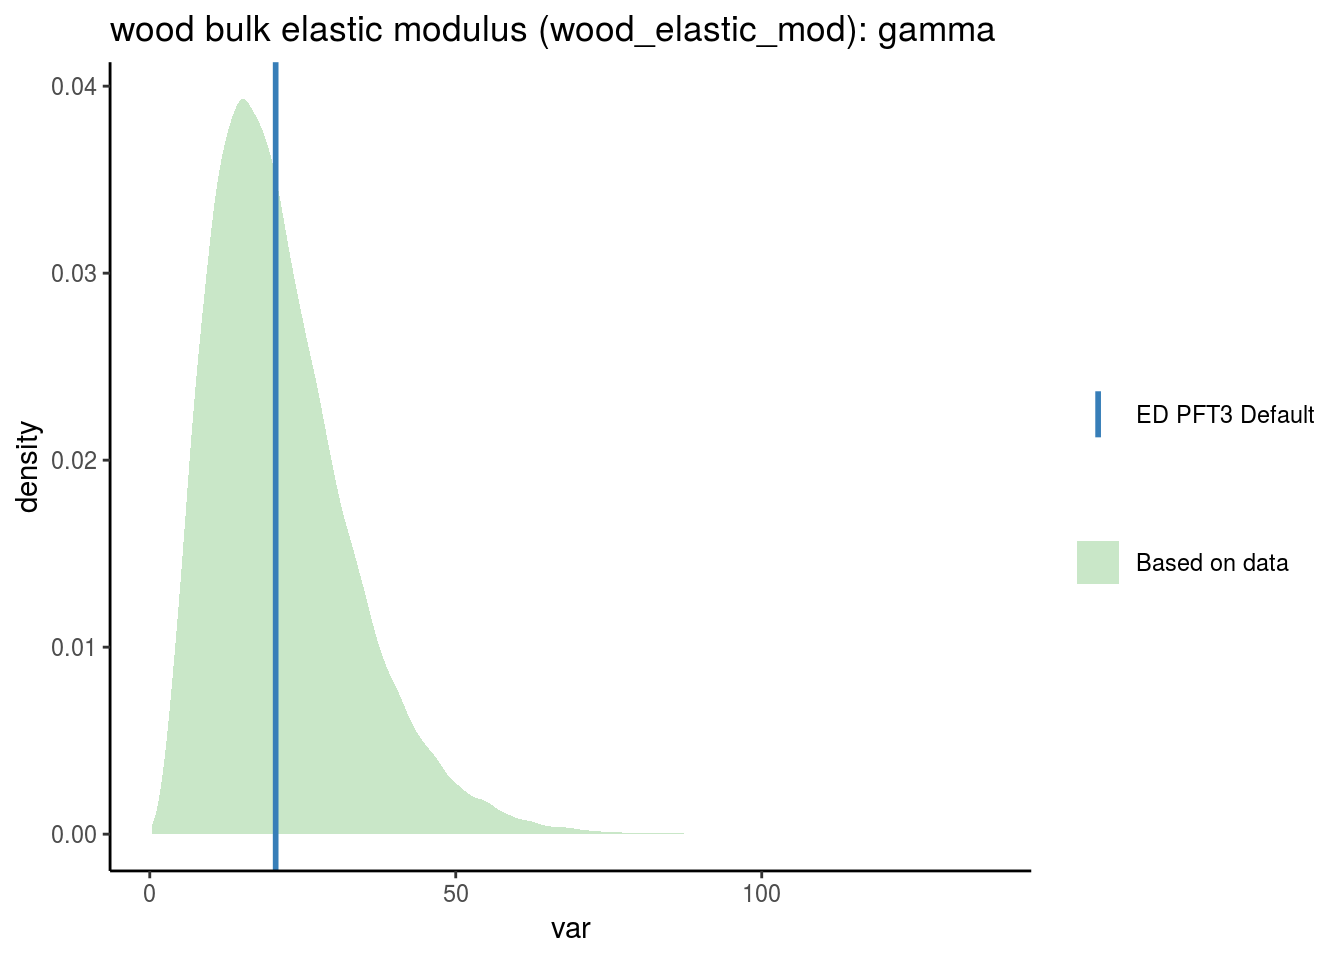 wood bulk elastic modulus (wood_elastic_mod): gamma
0.04
0.03
0.02
0.01
0.00
density
0
50
100
var
ED PFT3 Default
Based on data